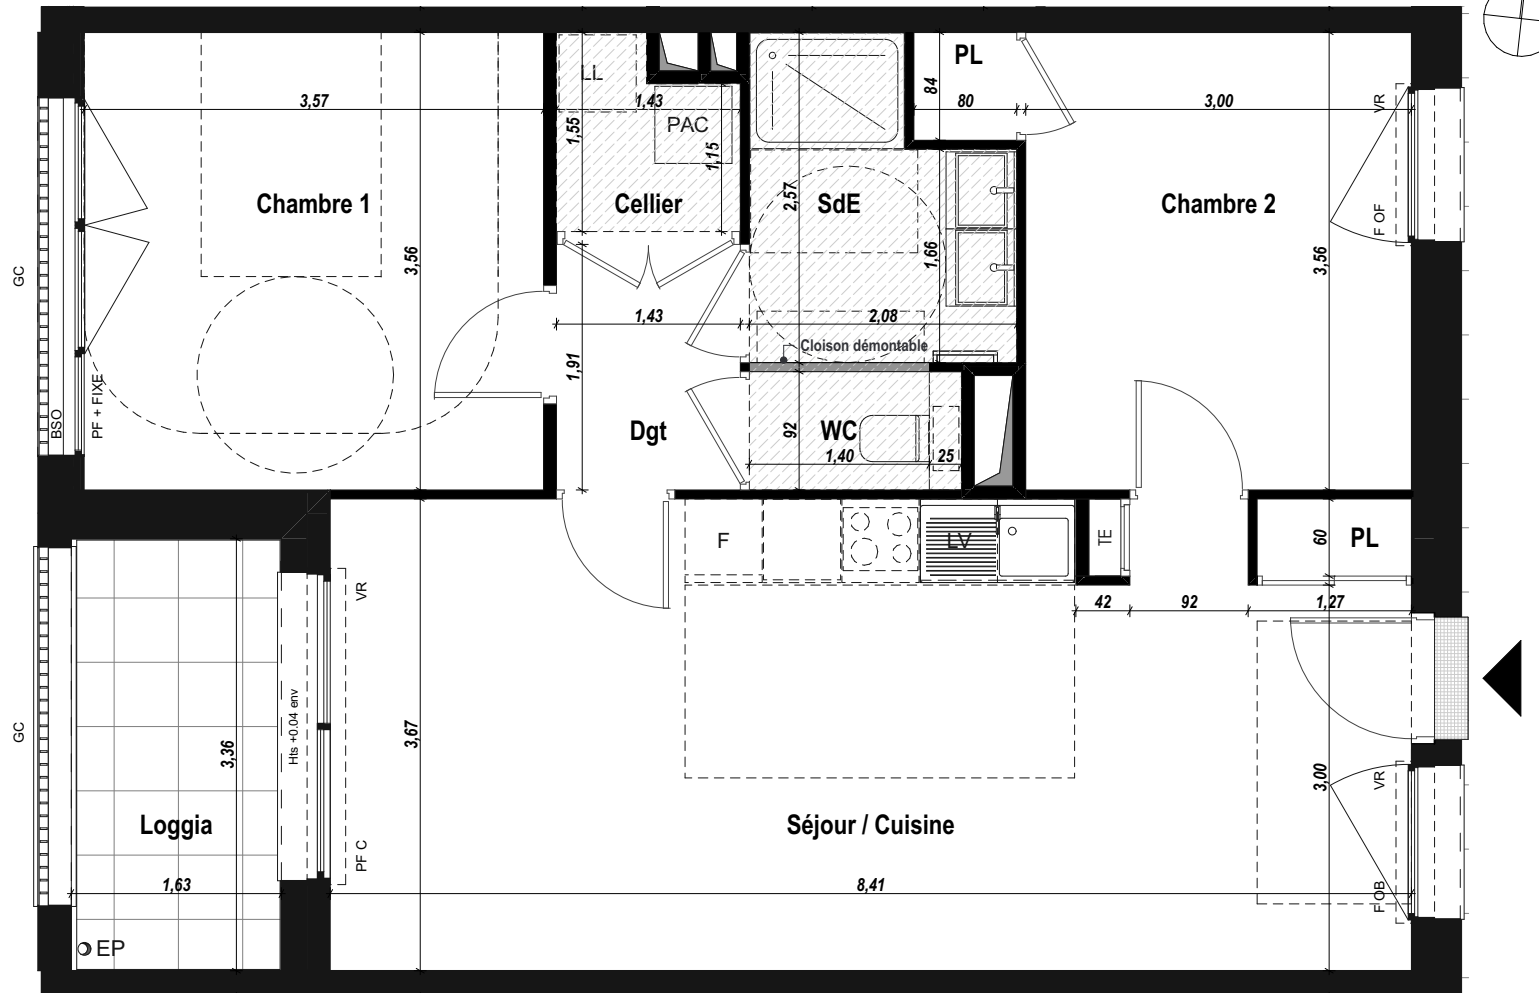 LL
PL
3,57
1,43
84
80
3,00
VR
PAC
1,55
1,15
Chambre 1
Cellier
2,57
SdE
Chambre 2
F OF
GC
3,56
1,66
3,56
1,43
2,08
Cloison démontable
1,91
BSO
PF + FIXE
Dgt
92
WC
1,40
25
F
LV
TE
60
PL
VR
42
92
1,27
Hts +0.04 env
GC
3,36
3,67
3,00
VR
Loggia
Séjour / Cuisine
PF C
1,63
8,41
F OB
EP